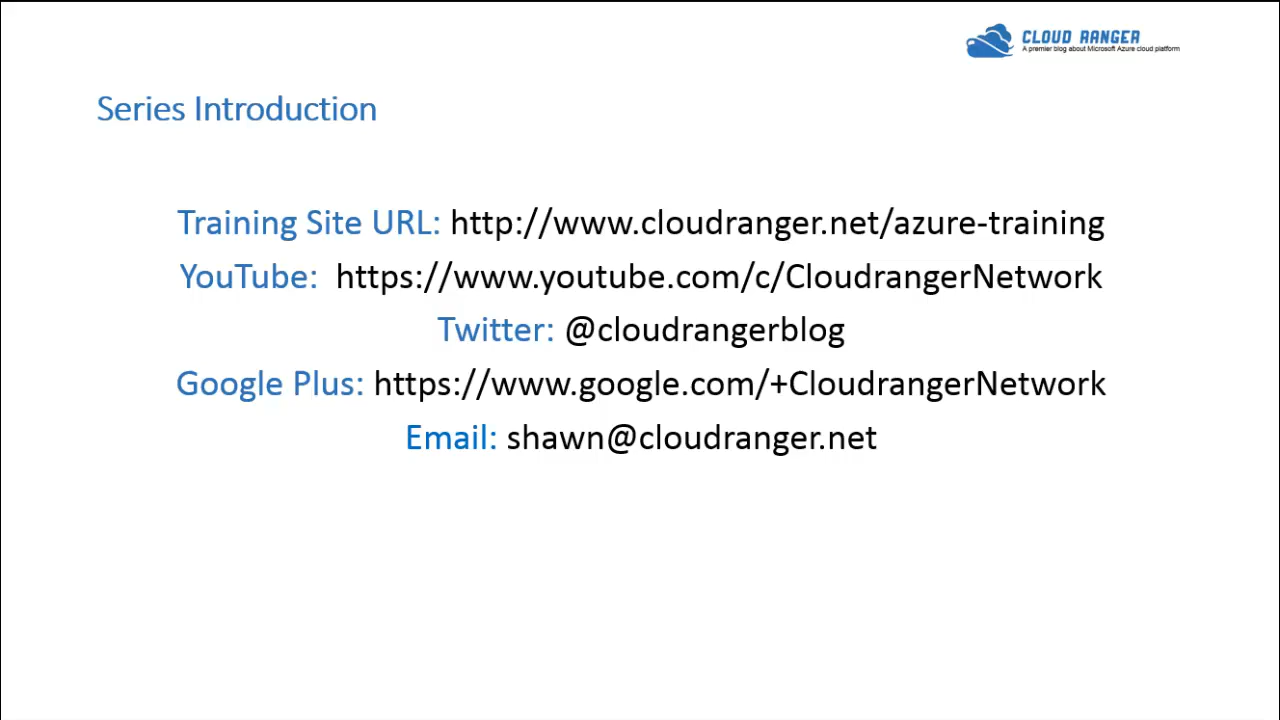 CLOUD RANGER
A premier blog about Microsoft Azure cloud platform
Series Introduction
Training Site URL: http://www.cloudranger.net/azure-training
YouTube: https://www.youtube.com/c/CloudrangerNetwork
Twitter: @cloudrangerblog
Google Plus: https://www.google.com/+CloudrangerNetwork
Email: shawn@cloudranger.net